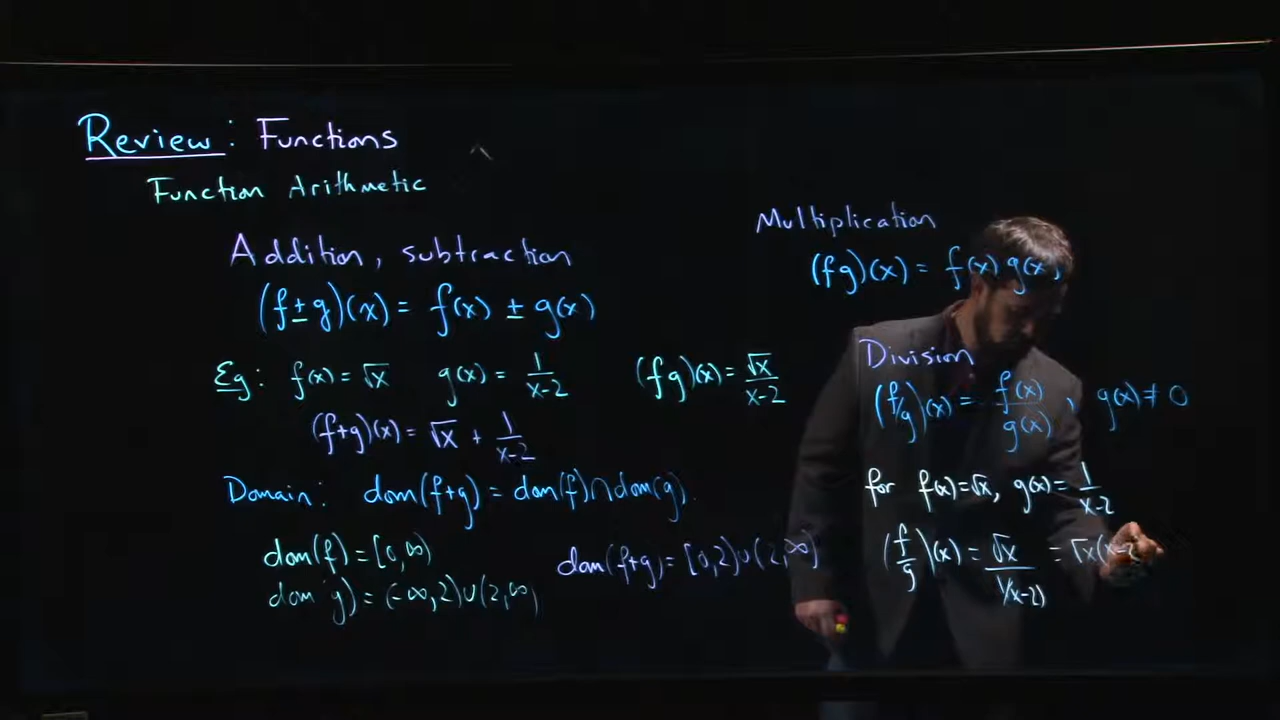 Review: Functions
Function Arithmetic
Addition, subtraction
(f±g)(x) = f(x) ± g(x)
Eg: f(x) = √x g(x) = 1/(x-2)
(f+g)(x) = √x + 1/(x-2)
Domain: dom(f+g) = dom(f)∩dom(g).
dom(f) = [0,∞)
dom g) = (-∞,2)∪(2,∞)
dom(f+g) = [0,2)∪(2,∞)
(fg)(x) = √x/(x-2)
Multiplication
(fg)(x) = f(x) g(x)
Division
(f/g)(x) = f(x)/g(x), g(x) ≠ 0
for f(x)=√x, g(x) = 1/(x-2)
(f/g)(x) = √x/(1/(x-2)) = √x(x-2